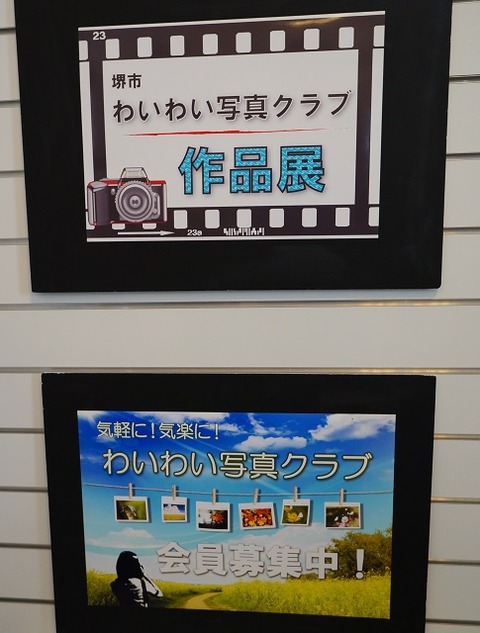 23
堺市
わいわい写真クラブ
作品展
23a
気軽に！気楽に！
わいわい写真クラブ
会員募集中！